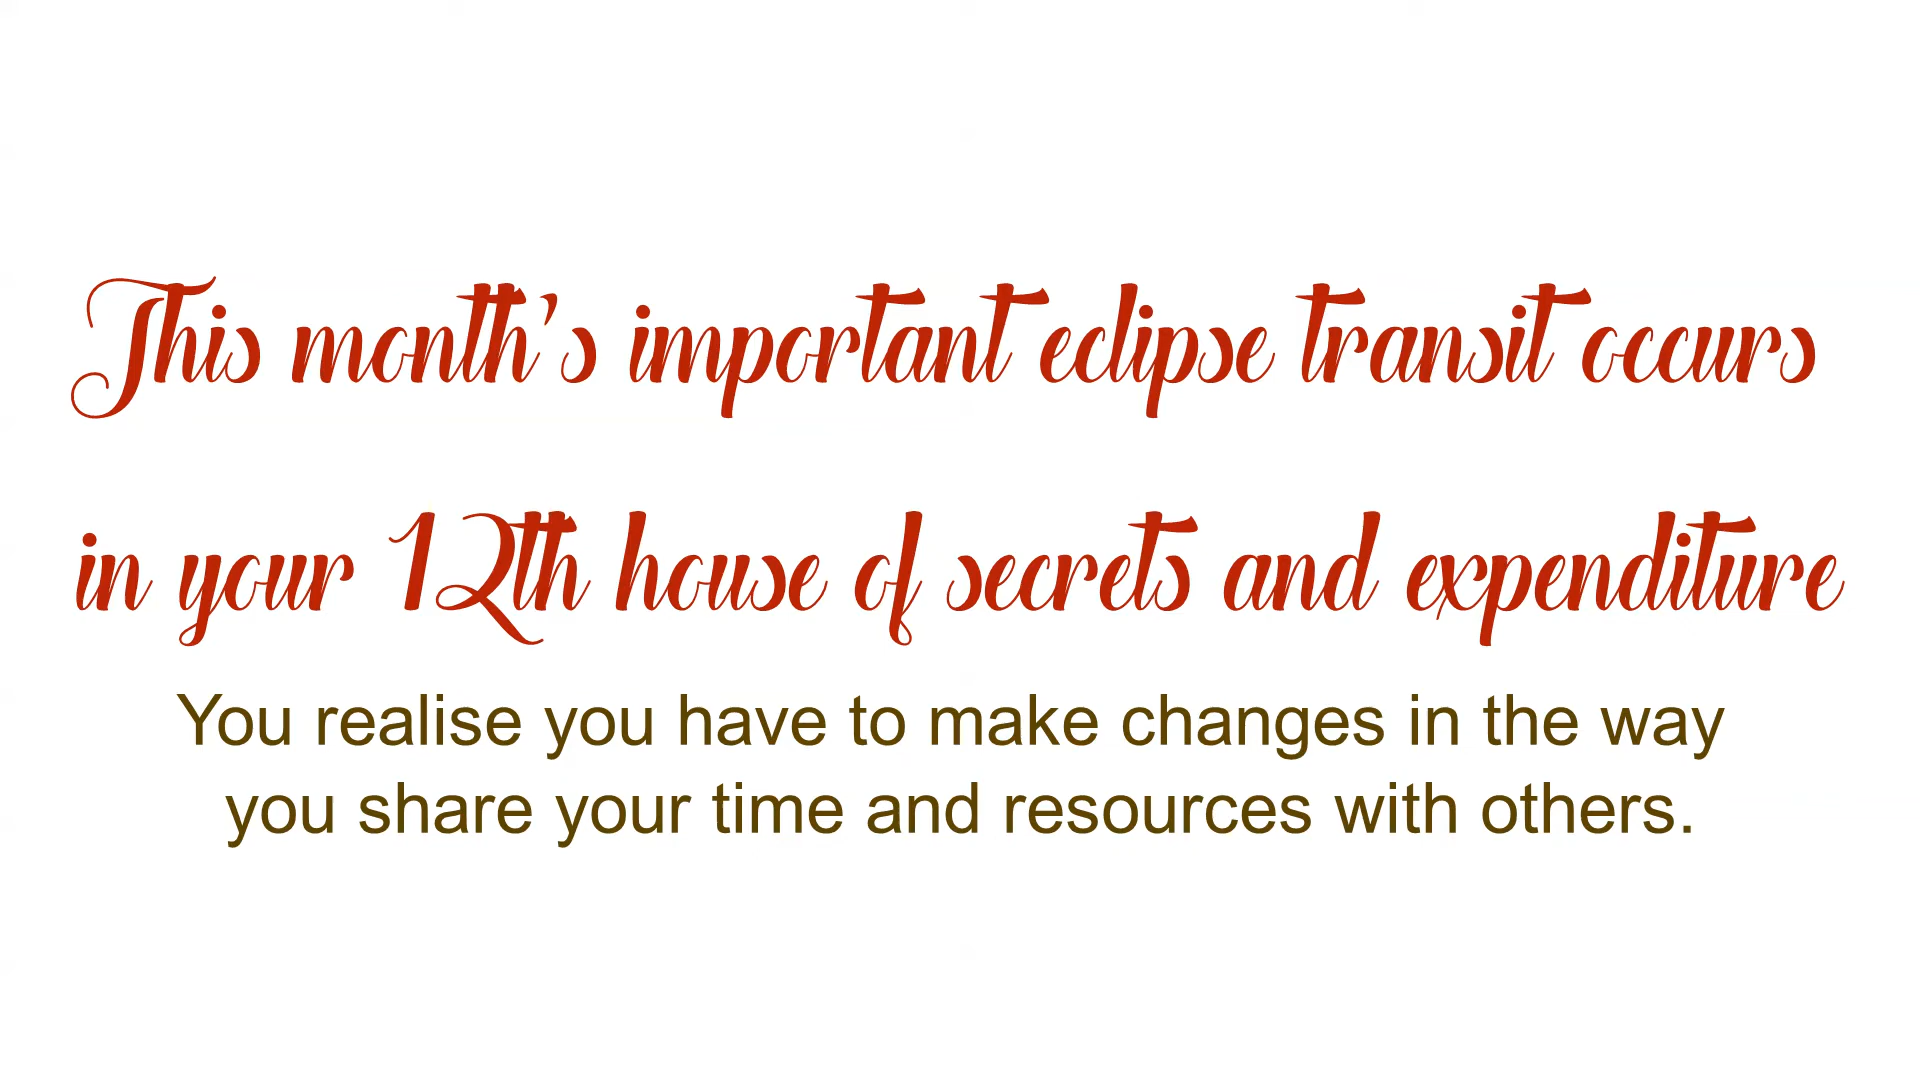 This month's important eclipse transit occurs
in your 12th house of secrets and expenditure
You realise you have to make changes in the way
you share your time and resources with others.